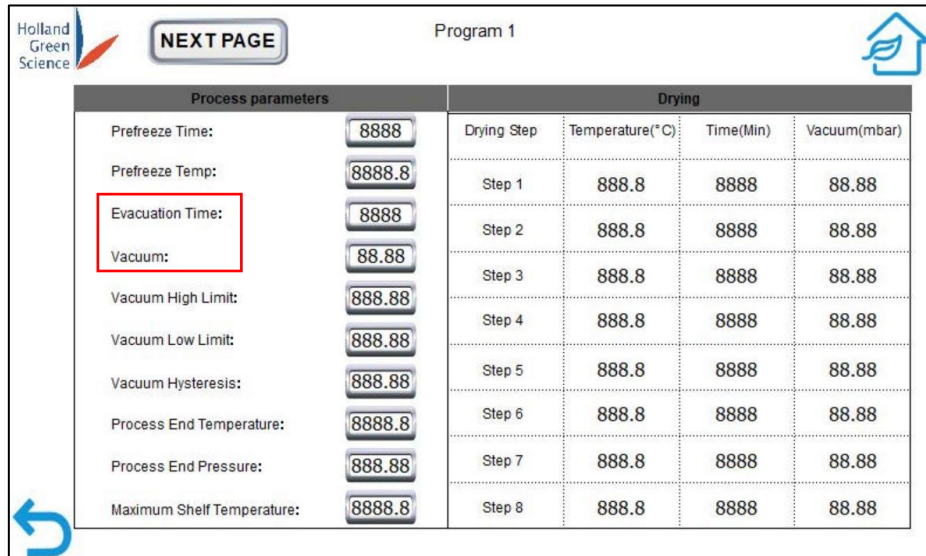 Holland
Green
Science
NEXT PAGE
Program 1
Process parameters
Prefreeze Time: 8888
Prefreeze Temp: 8888.8
Evacuation Time: 8888
Vacuum: 88.88
Vacuum High Limit: 888.88
Vacuum Low Limit: 888.88
Vacuum Hysteresis: 888.88
Process End Temperature: 8888.8
Process End Pressure: 888.88
Maximum Shelf Temperature: 8888.8
Drying
Drying Step Temperature(°C) Time(Min) Vacuum(mbar)
Step 1 888.8 8888 88.88
Step 2 888.8 8888 88.88
Step 3 888.8 8888 88.88
Step 4 888.8 8888 88.88
Step 5 888.8 8888 88.88
Step 6 888.8 8888 88.88
Step 7 888.8 8888 88.88
Step 8 888.8 8888 88.88